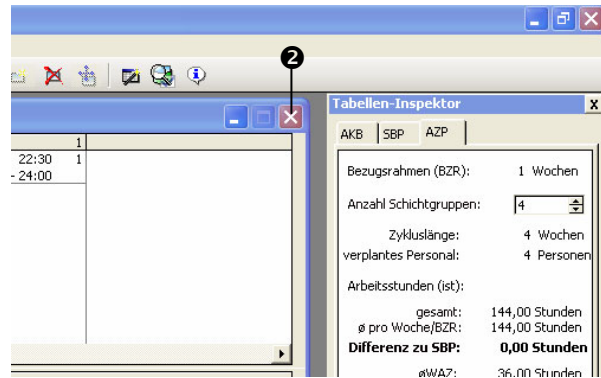 ❷
1
22:30 1
- 24:00
Tabellen-Inspektor x
AKB SBP AZP
Bezugsrahmen (BZR): 1 Wochen
Anzahl Schichtgruppen: 4
Zykluslänge: 4 Wochen
verplantes Personal: 4 Personen
Arbeitsstunden (ist):
gesamt: 144,00 Stunden
ø pro Woche/BZR: 144,00 Stunden
Differenz zu SBP: 0,00 Stunden
øWAZ: 36,00 Stunden